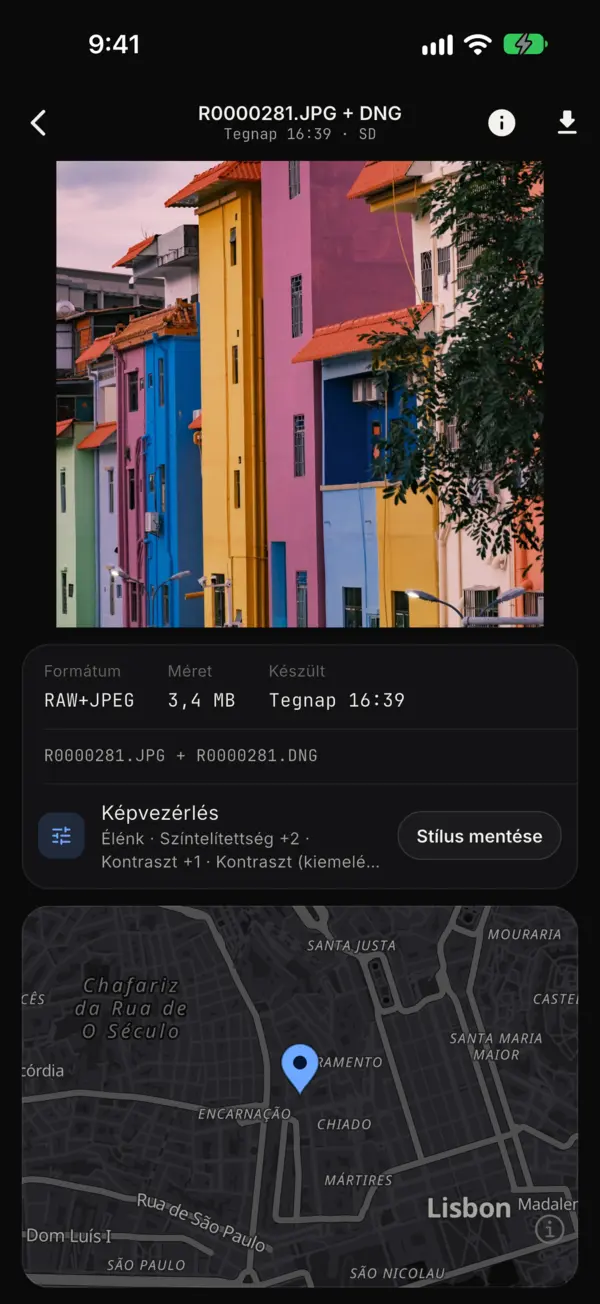 9:41
R0000281.JPG + DNG
Tegnap 16:39 · SD
Formátum
Méret
Készült
RAW+JPEG
3,4 MB
Tegnap 16:39
R0000281.JPG + R0000281.DNG
Képvezérlés
Élénk · Színtelítettség +2 ·
Kontraszt +1 · Kontraszt (kiemelé...
Stílus mentése
SANTA JUSTA
MOURARIA
Chafariz
da Rua de
O Século
CÊS
CASTEL
SANTA MARIA
MAIOR
córdia
RAMENTO
ENCARNAÇÃO
CHIADO
MÁRTIRES
Rua de São Paulo
Lisbon
Madaler
Dom Luís I
SÃO PAULO
SÃO NICOLAU